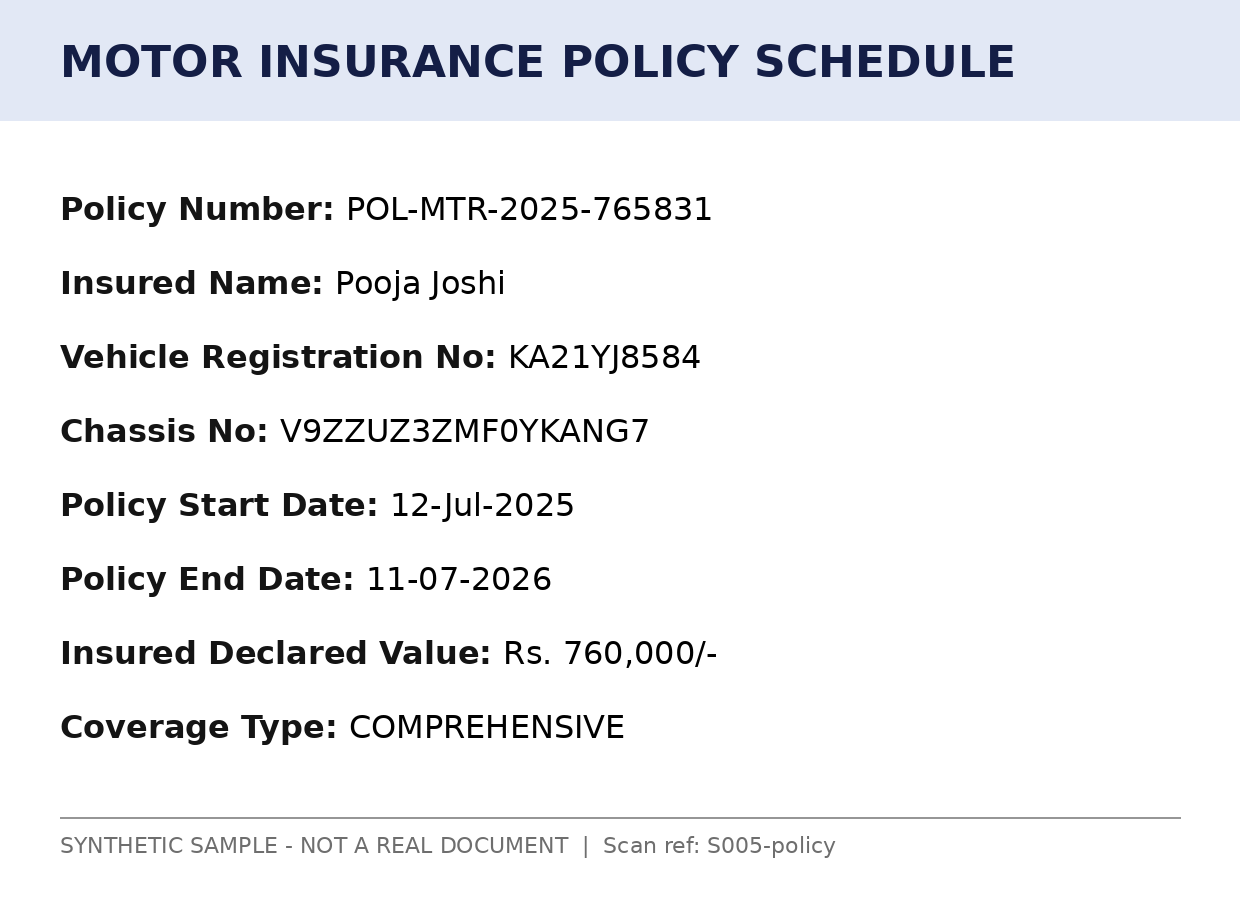 MOTOR INSURANCE POLICY SCHEDULE
Policy Number: POL-MTR-2025-765831
Insured Name: Pooja Joshi
Vehicle Registration No: KA21YJ8584
Chassis No: V9ZZUZ3ZMF0YKANG7
Policy Start Date: 12-Jul-2025
Policy End Date: 11-07-2026
Insured Declared Value: Rs. 760,000/-
Coverage Type: COMPREHENSIVE
SYNTHETIC SAMPLE - NOT A REAL DOCUMENT | Scan ref: S005-policy